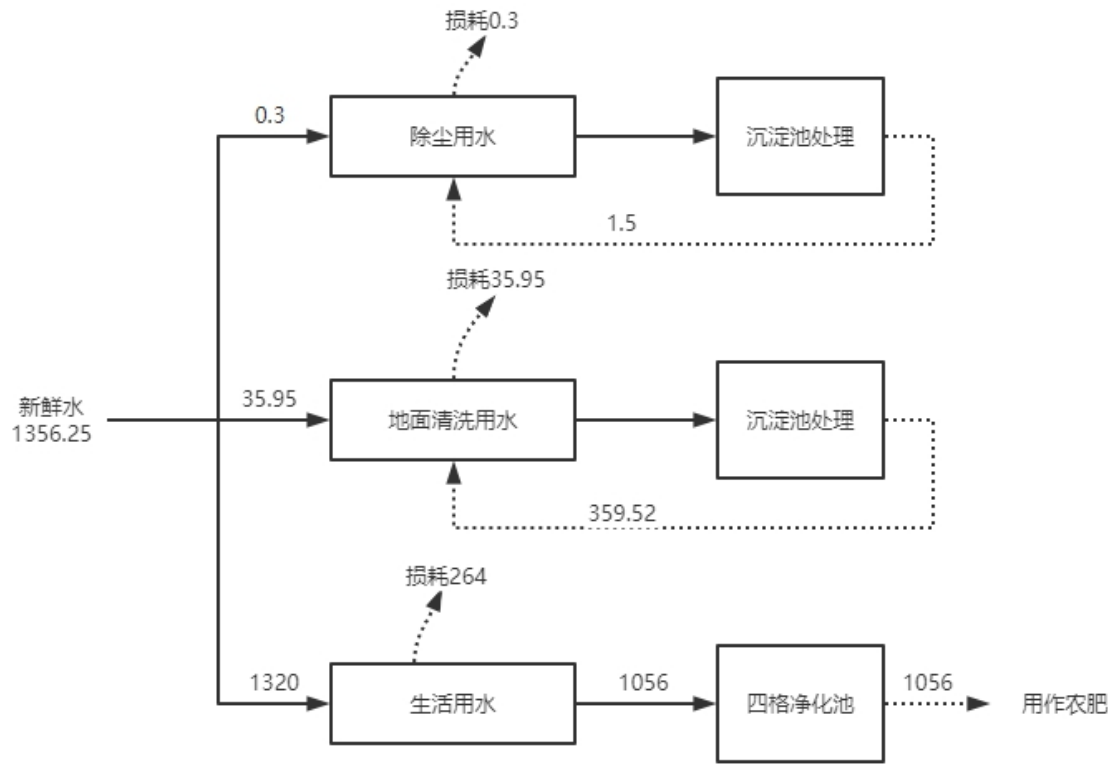 损耗0.3
0.3
除尘用水
沉淀池处理
1.5
损耗35.95
新鲜水
1356.25
35.95
地面清洗用水
沉淀池处理
359.52
损耗264
1320
生活用水
1056
四格净化池
1056
用作农肥